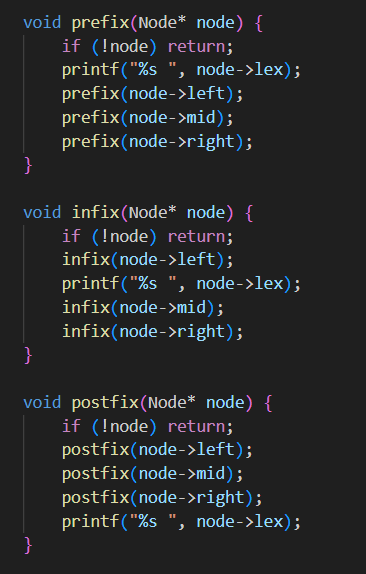 void prefix(Node* node) {
    if (!node) return;
    printf("%s ", node->lex);
    prefix(node->left);
    prefix(node->mid);
    prefix(node->right);
}

void infix(Node* node) {
    if (!node) return;
    infix(node->left);
    printf("%s ", node->lex);
    infix(node->mid);
    infix(node->right);
}

void postfix(Node* node) {
    if (!node) return;
    postfix(node->left);
    postfix(node->mid);
    postfix(node->right);
    printf("%s ", node->lex);
}